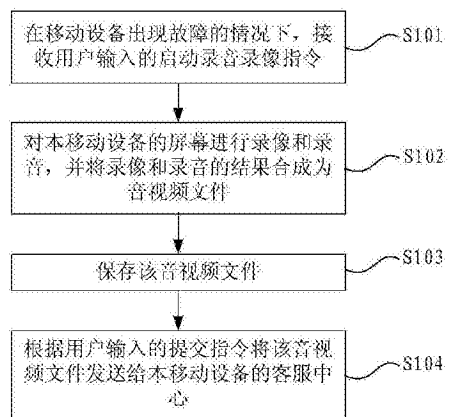 在移动设备出现故障的情况下，接
收用户输入的启动录音录像指令
S101
对本移动设备的屏幕进行录像和录
音，并将录像和录音的结果合成为
音视频文件
S102
保存该音视频文件
S103
根据用户输入的提交指令将该音视
频文件发送给本移动设备的客服中
心
S104